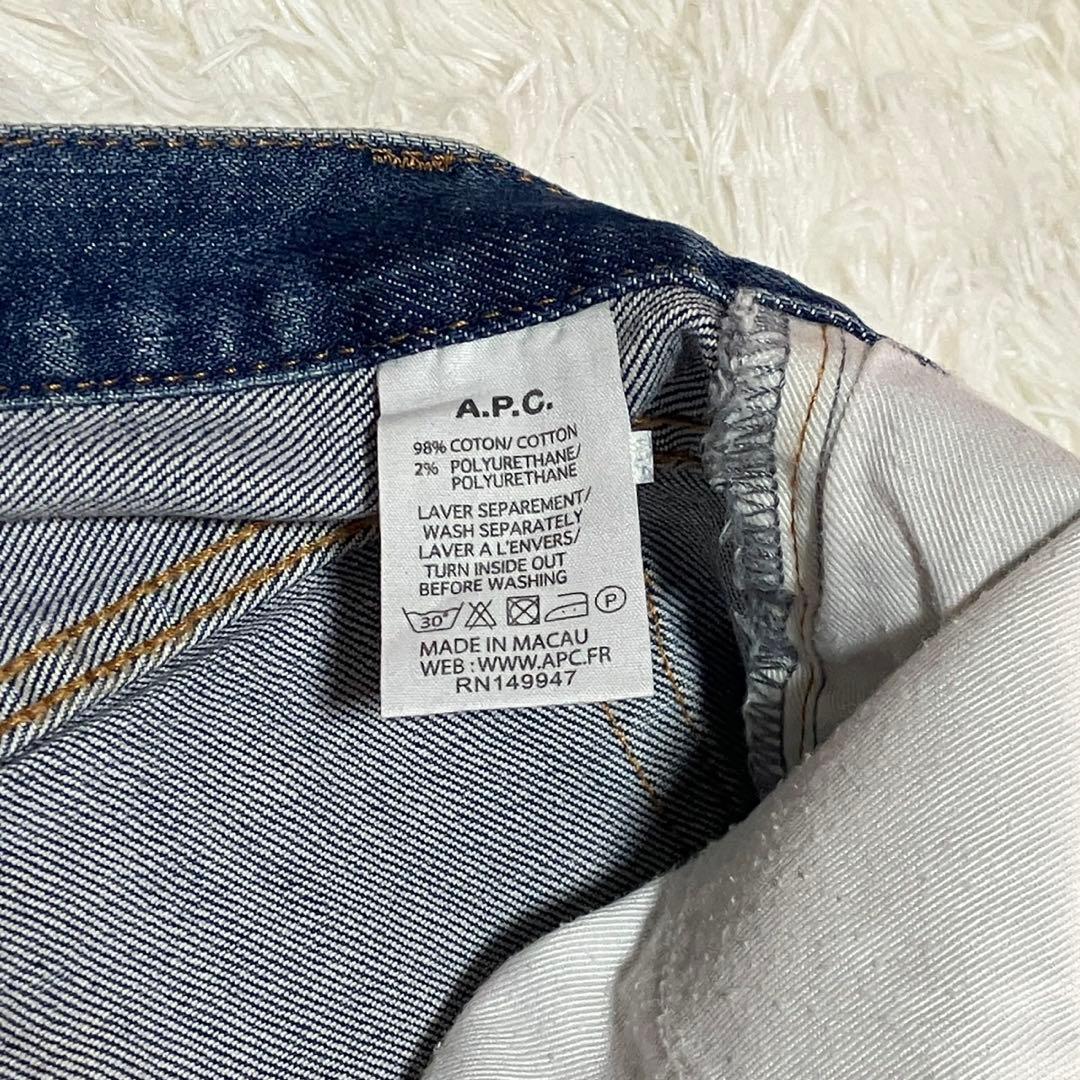 A.P.C.
98% COTON/ COTTON
2% POLYURETHANE/
POLYURETHANE
LAVER SEPAREMENT/
WASH SEPARATELY
LAVER A L'ENVERS/
TURN INSIDE OUT
BEFORE WASHING
30° P
MADE IN MACAU
WEB : WWW.APC.FR
RN149947